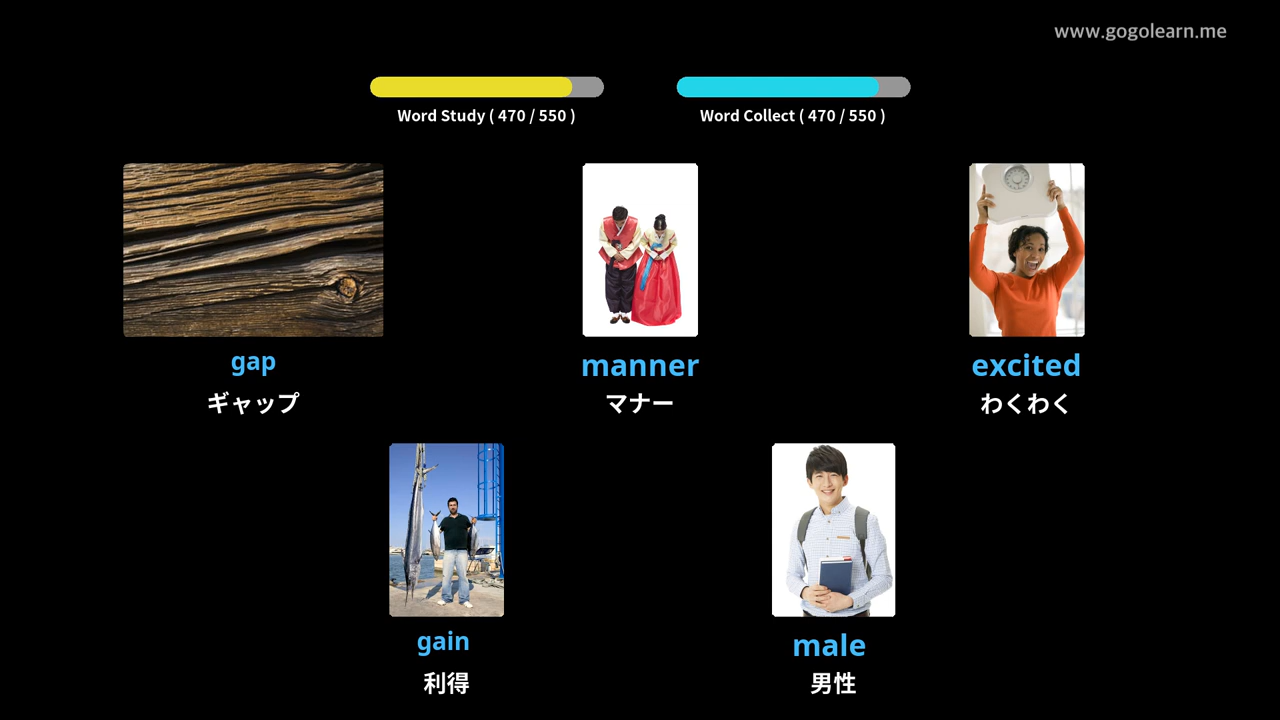 www.gogolearn.me
Word Study ( 470 / 550 )
Word Collect ( 470 / 550 )
gap
ギャップ
manner
マナー
excited
わくわく
gain
利得
male
男性